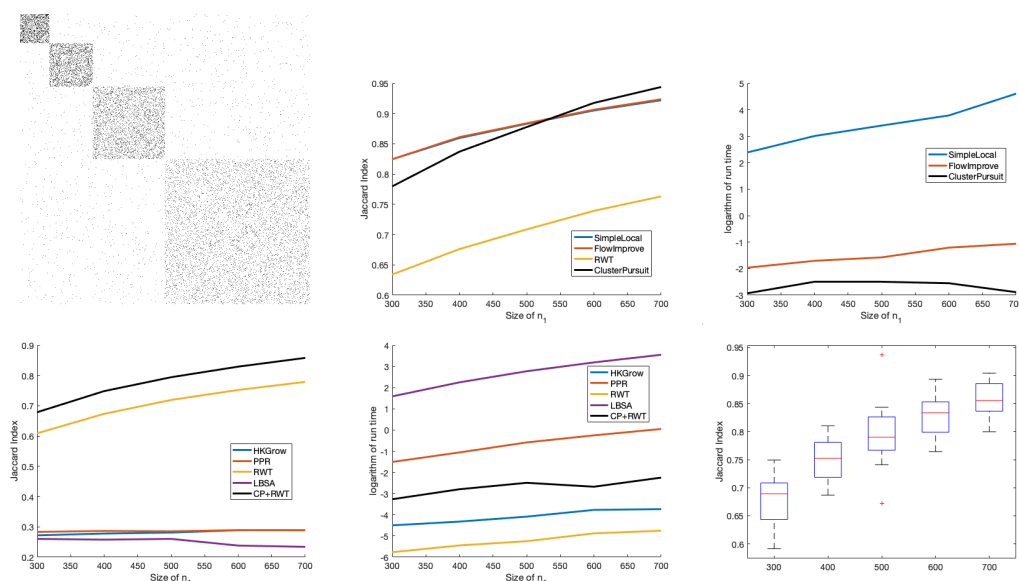 0.95
0.9
0.85
0.8
0.75
0.7
0.65
0.6
Jaccard Index
SimpleLocal
FlowImprove
RWT
ClusterPursuit
300 350 400 450 500 550 600 650 700
Size of n1
5
4
3
2
1
0
-1
-2
-3
logarithm of run time
SimpleLocal
FlowImprove
ClusterPursuit
300 350 400 450 500 550 600 650 700
Size of n1
0.9
0.8
0.7
0.6
0.5
0.4
0.3
0.2
Jaccard Index
HKGrow
PPR
RWT
LBSA
CP+RWT
300 350 400 450 500 550 600 650 700
Size of n
4
3
2
1
0
-1
-2
-3
-4
-5
-6
logarithm of run time
HKGrow
PPR
RWT
LBSA
CP+RWT
300 350 400 450 500 550 600 650 700
Size of n
0.95
0.9
0.85
0.8
0.75
0.7
0.65
0.6
Jaccard Index
300 400 500 600 700